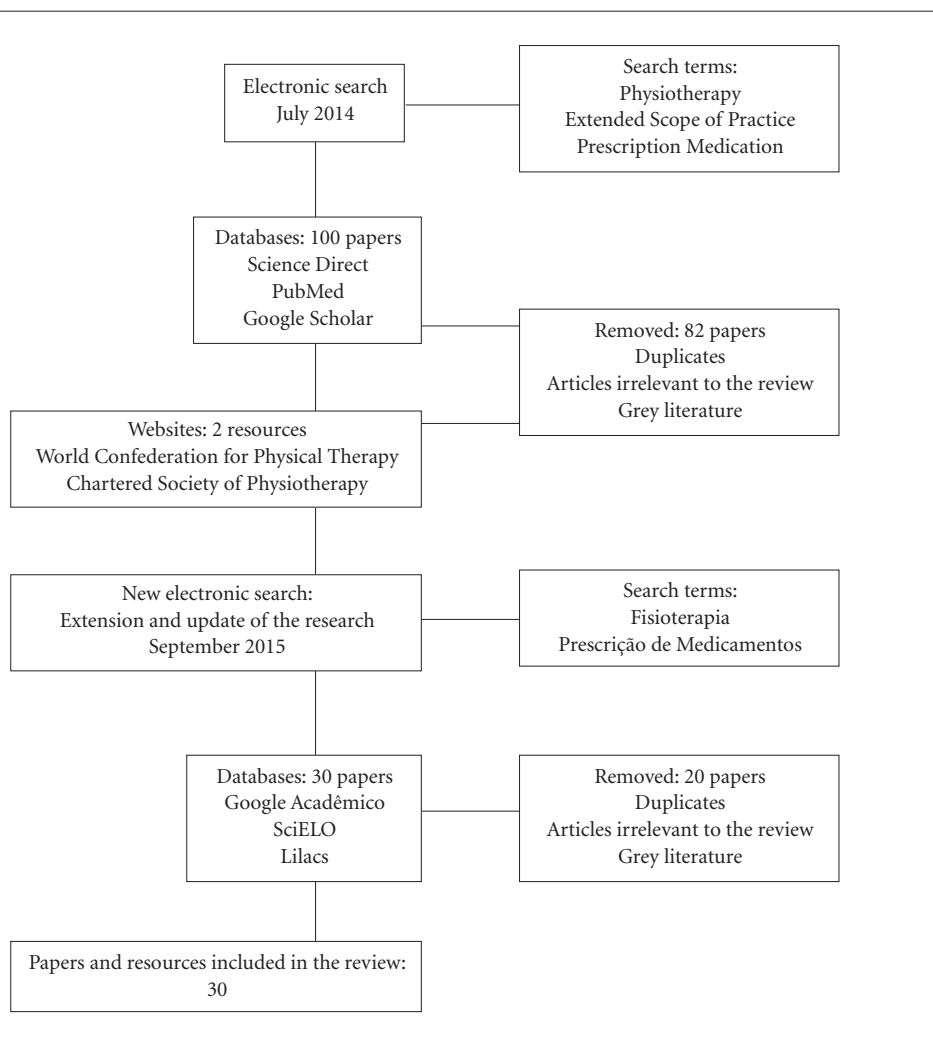 Electronic search
July 2014
Search terms:
Physiotherapy
Extended Scope of Practice
Prescription Medication
Databases: 100 papers
Science Direct
PubMed
Google Scholar
Removed: 82 papers
Duplicates
Articles irrelevant to the review
Grey literature
Websites: 2 resources
World Confederation for Physical Therapy
Chartered Society of Physiotherapy
New electronic search:
Extension and update of the research
September 2015
Search terms:
Fisioterapia
Prescrição de Medicamentos
Databases: 30 papers
Google Acadêmico
SciELO
Lilacs
Removed: 20 papers
Duplicates
Articles irrelevant to the review
Grey literature
Papers and resources included in the review:
30